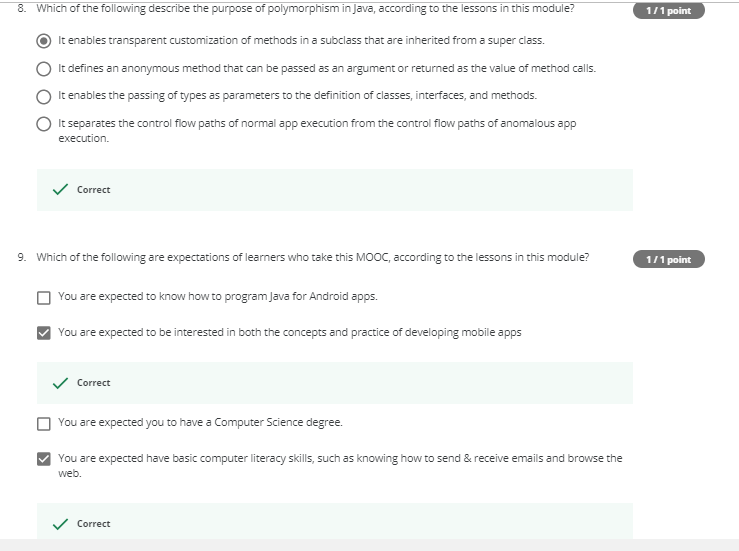 8. Which of the following describe the purpose of polymorphism in Java, according to the lessons in this module?
1 / 1 point
It enables transparent customization of methods in a subclass that are inherited from a super class.
It defines an anonymous method that can be passed as an argument or returned as the value of method calls.
It enables the passing of types as parameters to the definition of classes, interfaces, and methods.
It separates the control flow paths of normal app execution from the control flow paths of anomalous app
execution.
Correct
9. Which of the following are expectations of learners who take this MOOC, according to the lessons in this module?
1 / 1 point
You are expected to know how to program Java for Android apps.
You are expected to be interested in both the concepts and practice of developing mobile apps
Correct
You are expected you to have a Computer Science degree.
You are expected have basic computer literacy skills, such as knowing how to send & receive emails and browse the
web.
Correct